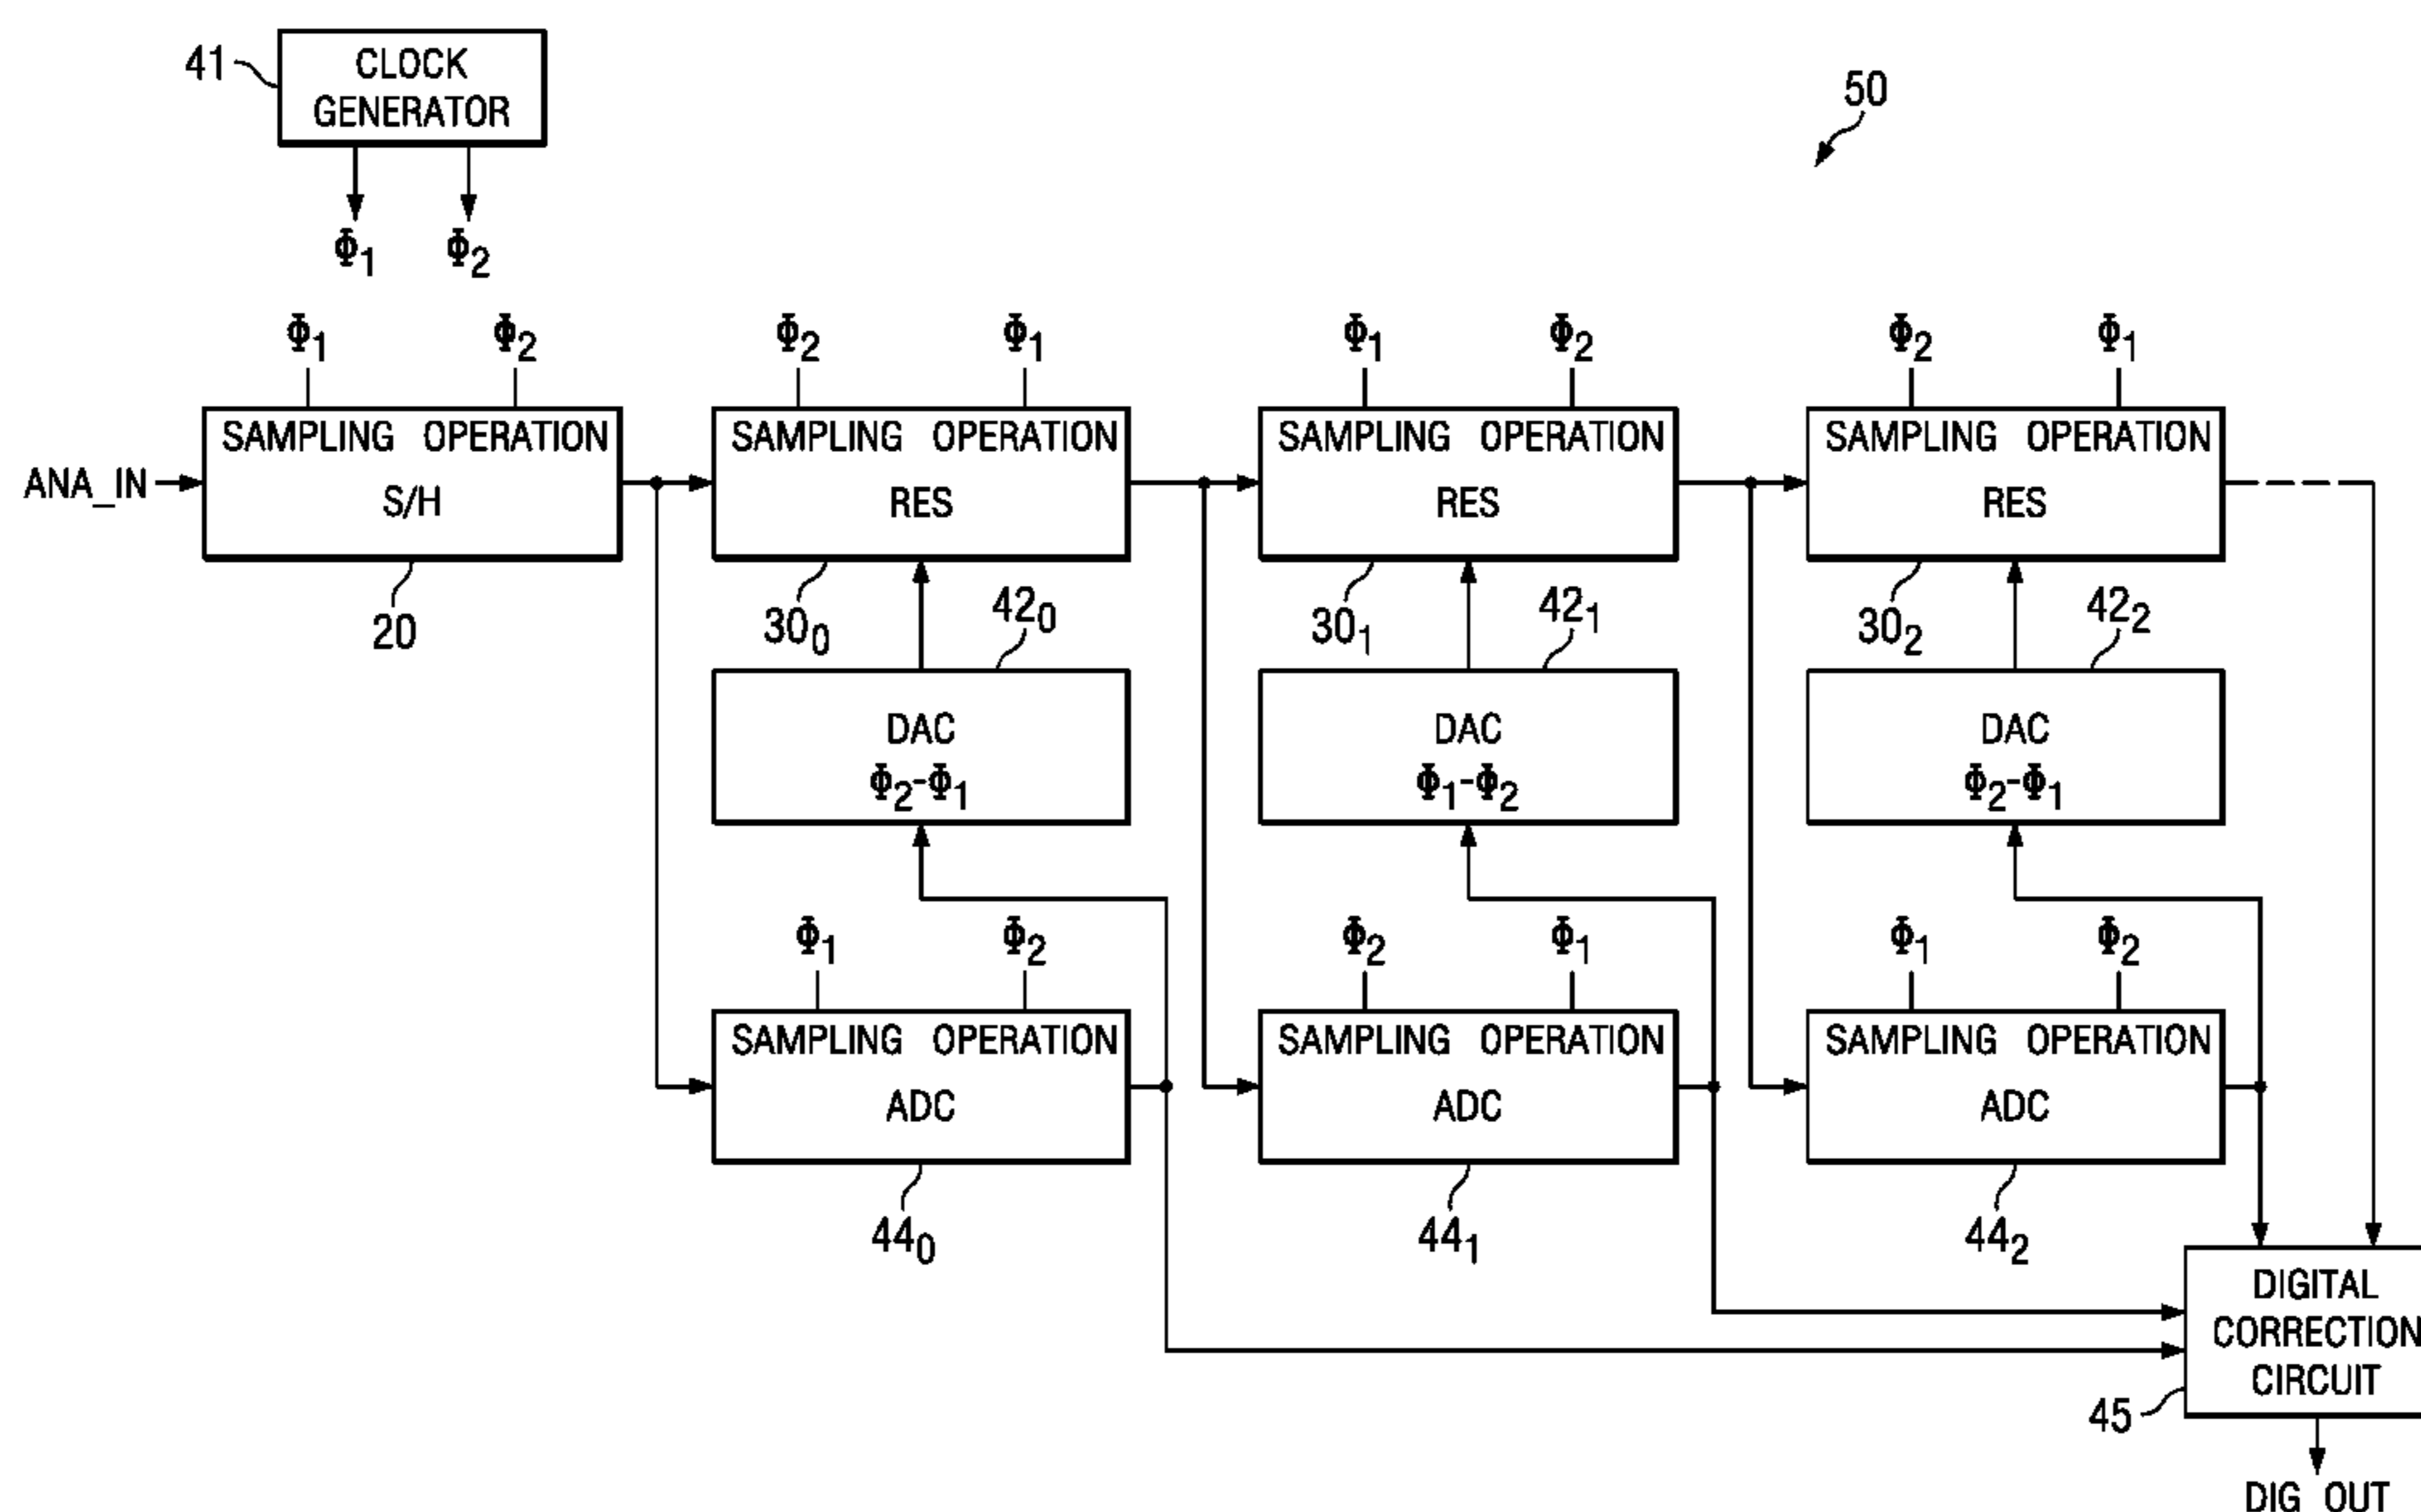 41
CLOCK
GENERATOR
Φ1 Φ2
50
Φ1 Φ2 Φ2 Φ1 Φ1 Φ2 Φ2 Φ1
SAMPLING OPERATION SAMPLING OPERATION SAMPLING OPERATION SAMPLING OPERATION
ANA_IN S/H RES RES RES
20 30₀ 42₀ 30₁ 42₁ 30₂ 42₂
DAC DAC DAC
Φ2-Φ1 Φ1-Φ2 Φ2-Φ1
Φ1 Φ2 Φ2 Φ1 Φ1 Φ2
SAMPLING OPERATION SAMPLING OPERATION SAMPLING OPERATION
ADC ADC ADC
44₀ 44₁ 44₂
DIGITAL
CORRECTION
CIRCUIT
45
DIG OUT